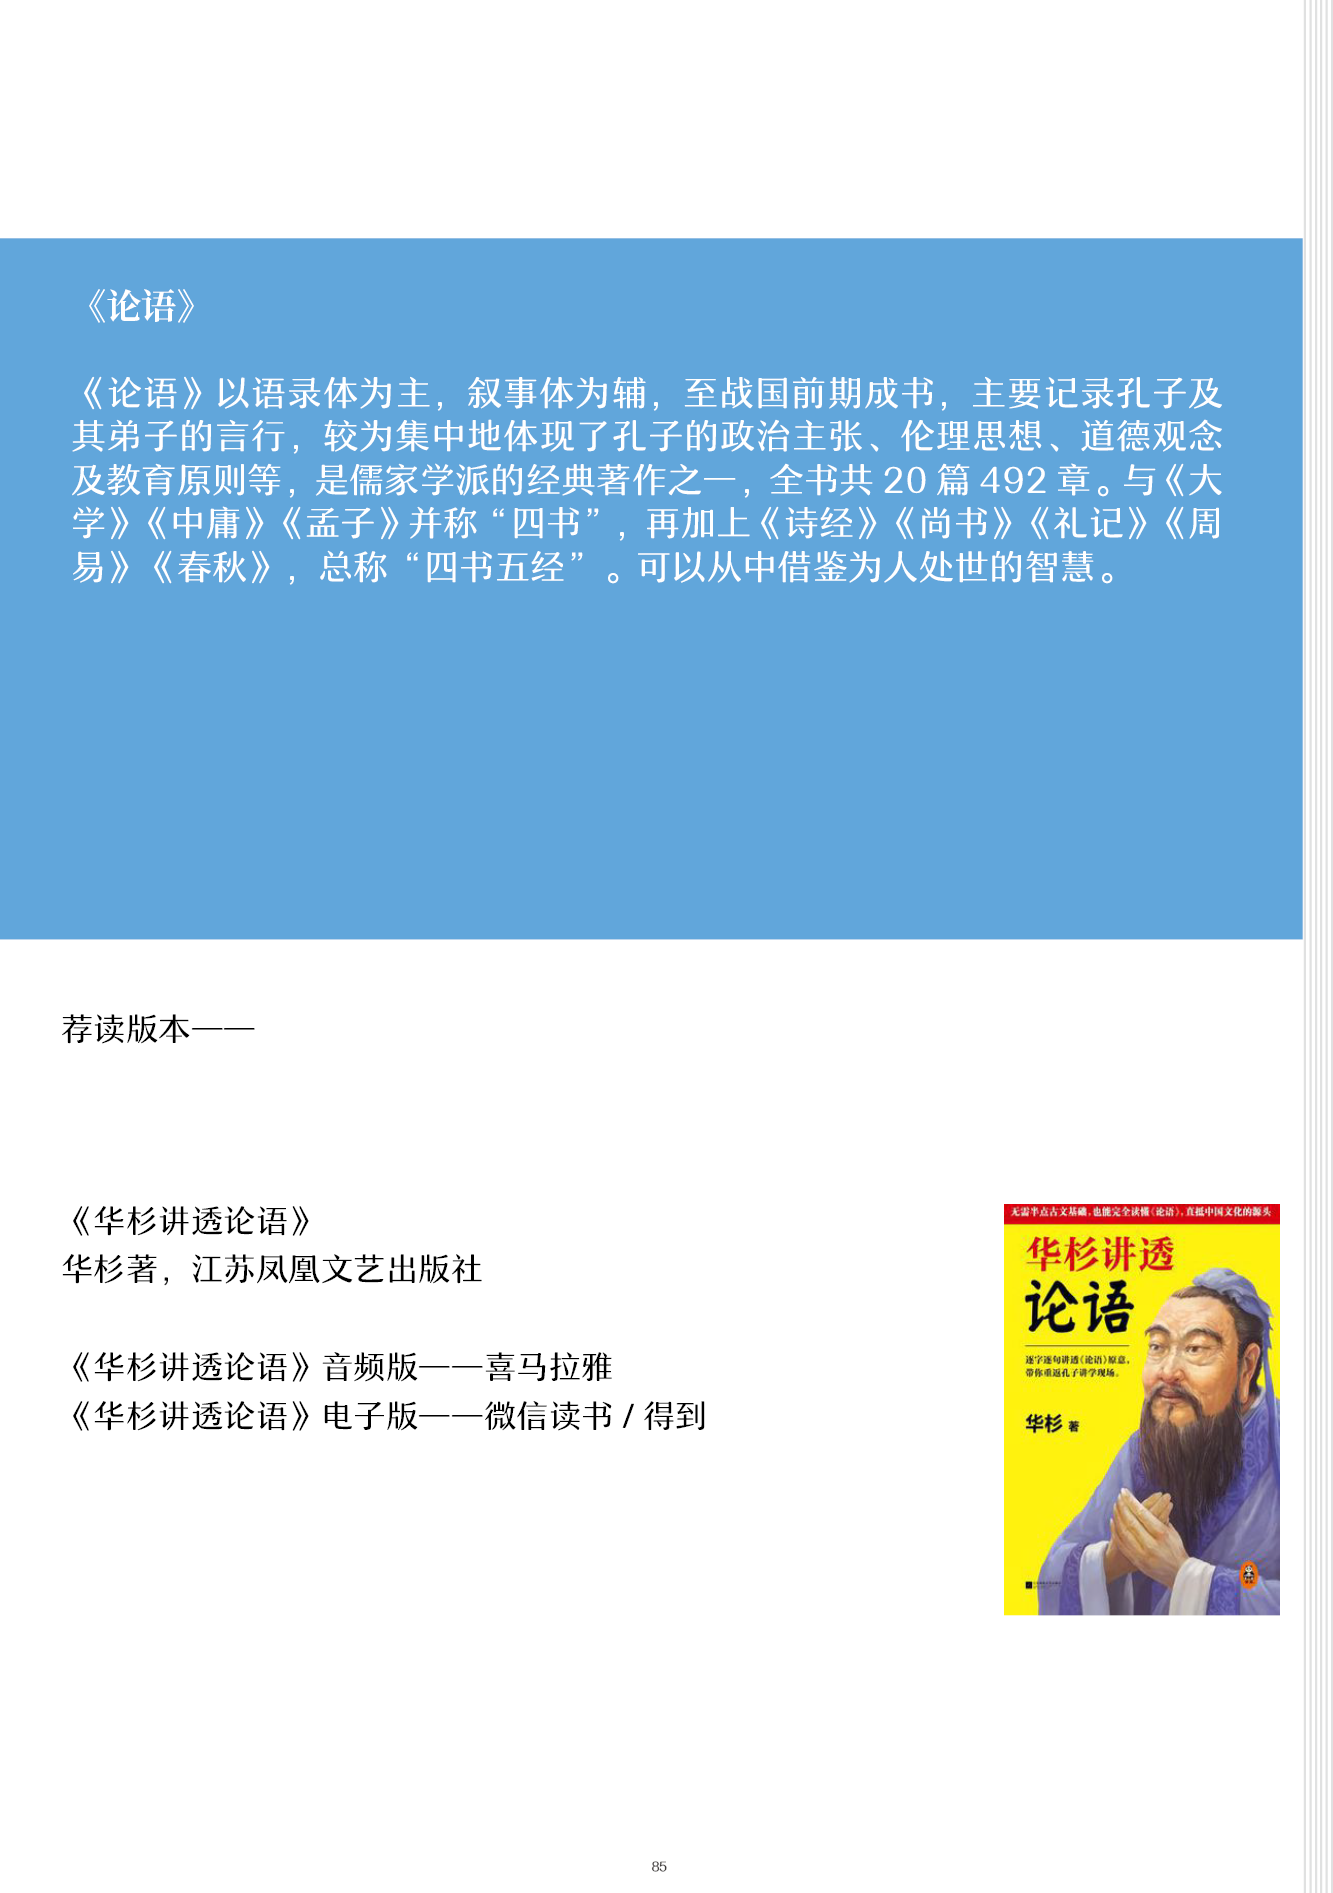 《论语》
《论语》以语录体为主，叙事体为辅，至战国前期成书，主要记录孔子及
其弟子的言行，较为集中地体现了孔子的政治主张、伦理思想、道德观念
及教育原则等，是儒家学派的经典著作之一，全书共 20 篇 492 章。与《大
学》《中庸》《孟子》并称“四书”，再加上《诗经》《尚书》《礼记》《周
易》《春秋》，总称“四书五经”。可以从中借鉴为人处世的智慧。
荐读版本——
《华杉讲透论语》
华杉著，江苏凤凰文艺出版社
《华杉讲透论语》音频版——喜马拉雅
《华杉讲透论语》电子版——微信读书 / 得到
无需半点古文基础，也能完全读懂《论语》，直抵中国文化的源头
华杉讲透
论语
逐字逐句讲透《论语》原意，
带你重返孔子讲学现场。
华杉 著
85